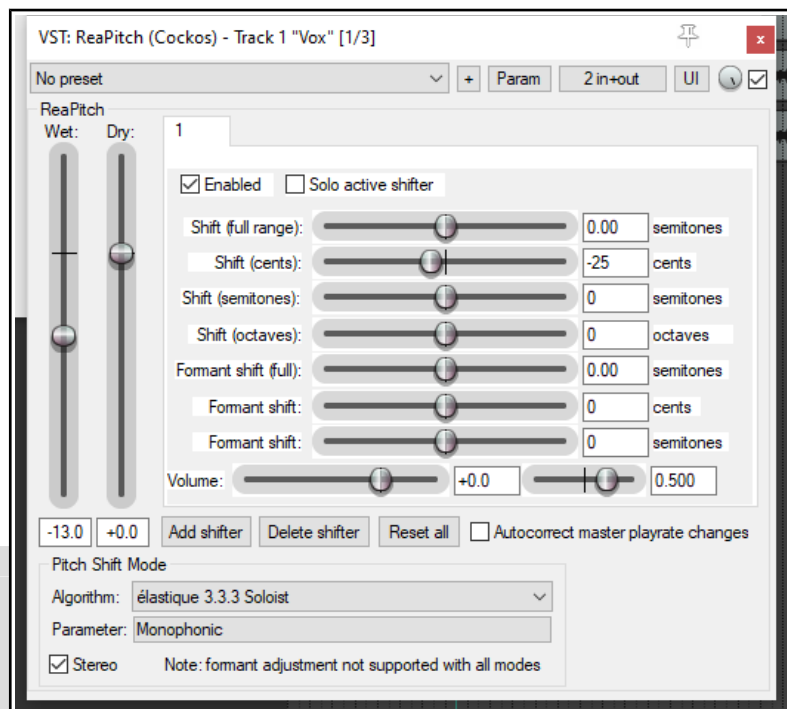 VST: ReaPitch (Cockos) - Track 1 "Vox" [1/3]
x
No preset + Param 2 in+out UI
ReaPitch
Wet: Dry: 1
Enabled Solo active shifter
Shift (full range): 0.00 semitones
Shift (cents): -25 cents
Shift (semitones): 0 semitones
Shift (octaves): 0 octaves
Formant shift (full): 0.00 semitones
Formant shift: 0 cents
Formant shift: 0 semitones
Volume: +0.0 0.500
-13.0 +0.0 Add shifter Delete shifter Reset all Autocorrect master playrate changes
Pitch Shift Mode
Algorithm: élastique 3.3.3 Soloist
Parameter: Monophonic
Stereo Note: formant adjustment not supported with all modes